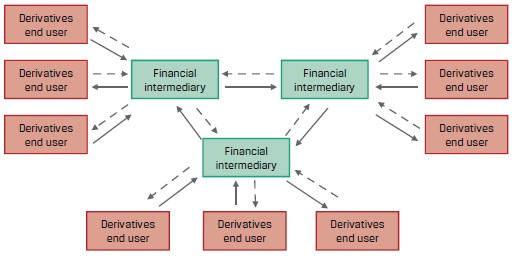 Derivatives
end user
Derivatives
end user
Derivatives
end user
Financial
intermediary
Financial
intermediary
Derivatives
end user
Derivatives
end user
Derivatives
end user
Financial
intermediary
Derivatives
end user
Derivatives
end user
Derivatives
end user